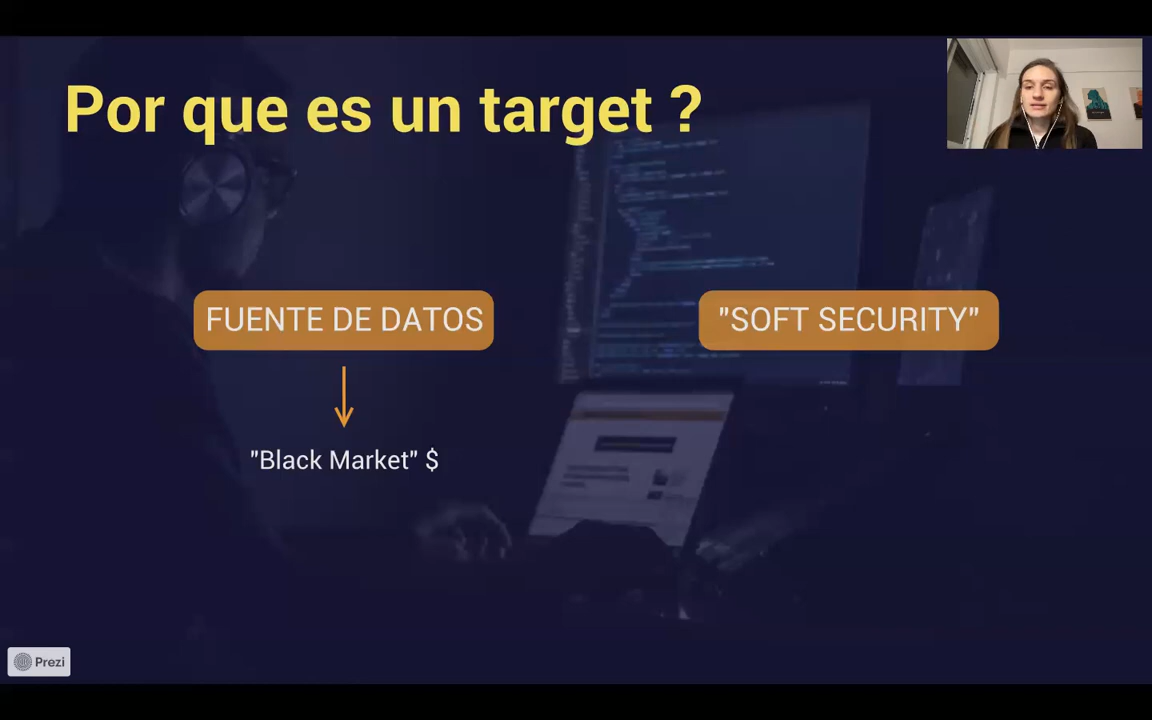 Por que es un target ?
FUENTE DE DATOS
"SOFT SECURITY"
"Black Market" $
Prezi